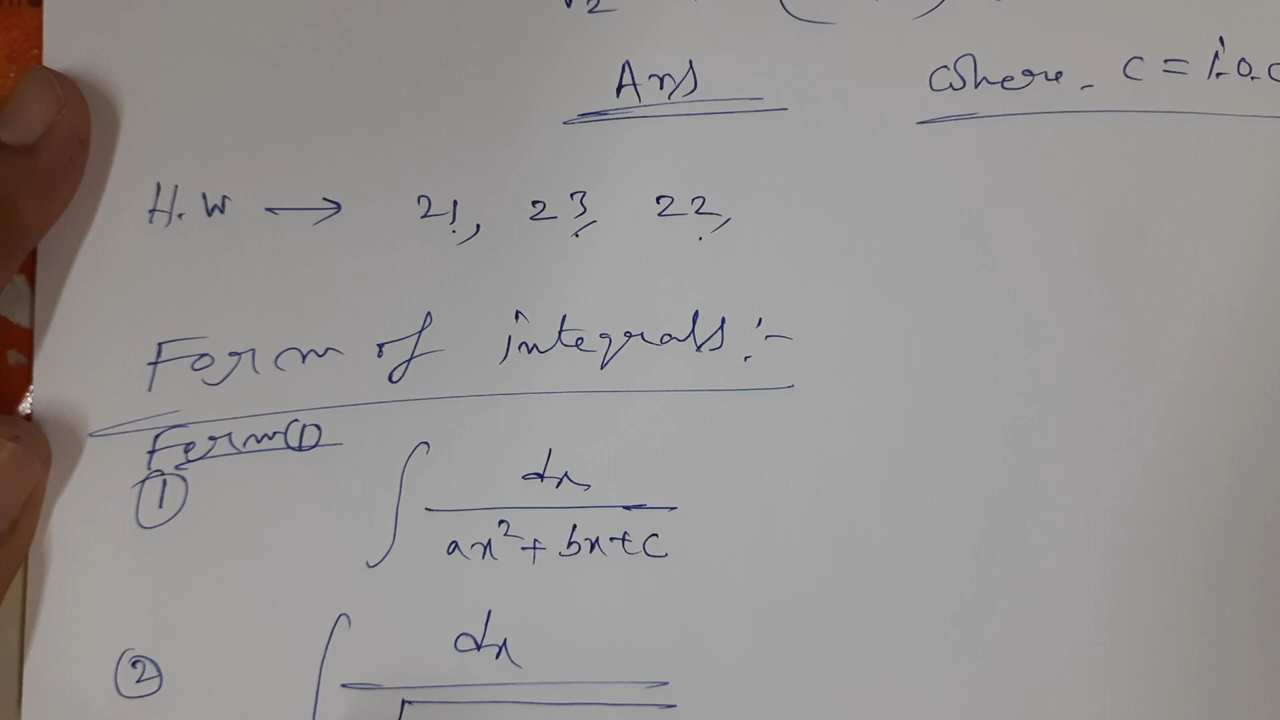 Ans where. c = i.o.c
H.W → 21, 23, 22,
Form of integrals :-
Form ①
① ∫ dx / ax² + bx + c
② ∫ dx / √